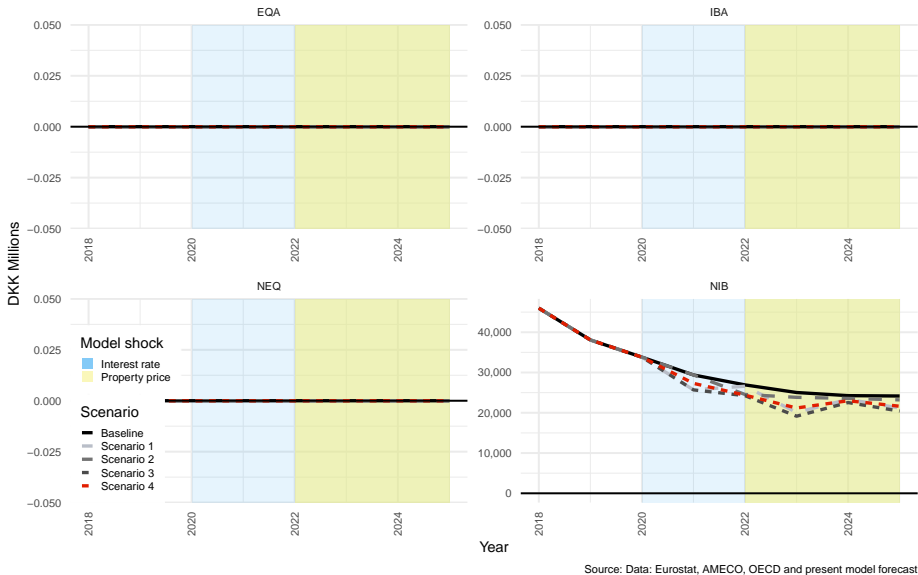 EQA
IBA
0.050
0.025
0.000
−0.025
−0.050
2018
2020
2022
2024
0.050
0.025
0.000
−0.025
−0.050
2018
2020
2022
2024
DKK Millions
NEQ
NIB
0.050
0.025
0.000
−0.025
−0.050
2018
2020
2022
2024
Model shock
Interest rate
Property price
Scenario
Baseline
Scenario 1
Scenario 2
Scenario 3
Scenario 4
40,000
30,000
20,000
10,000
0
2018
2020
2022
2024
Year
Source: Data: Eurostat, AMECO, OECD and present model forecast